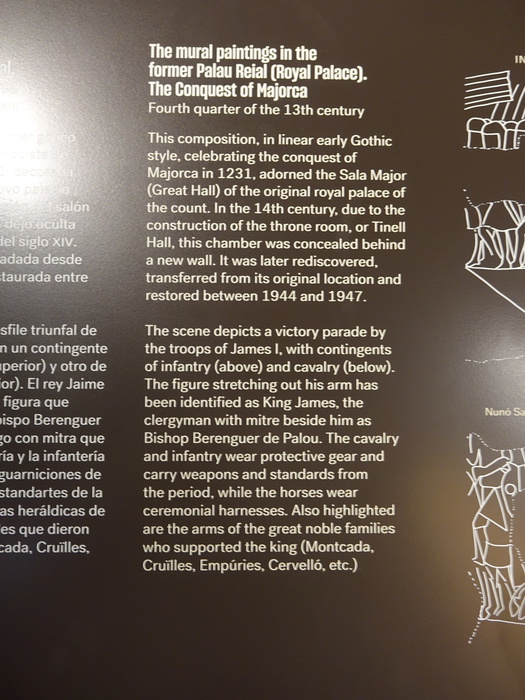 salón
dejó oculta
del siglo XIV.
adada desde
staurada entre
sfile triunfal de
n un contingente
uperior) y otro de
ior). El rey Jaime
figura que
oispo Berenguer
go con mitra que
ría y la infantería
guarniciones de
standartes de la
as heráldicas de
es que dieron
cada, Cruïlles,
The mural paintings in the
former Palau Reial (Royal Palace).
The Conquest of Majorca
Fourth quarter of the 13th century
This composition, in linear early Gothic
style, celebrating the conquest of
Majorca in 1231, adorned the Sala Major
(Great Hall) of the original royal palace of
the count. In the 14th century, due to the
construction of the throne room, or Tinell
Hall, this chamber was concealed behind
a new wall. It was later rediscovered,
transferred from its original location and
restored between 1944 and 1947.
The scene depicts a victory parade by
the troops of James I, with contingents
of infantry (above) and cavalry (below).
The figure stretching out his arm has
been identified as King James, the
clergyman with mitre beside him as
Bishop Berenguer de Palou. The cavalry
and infantry wear protective gear and
carry weapons and standards from
the period, while the horses wear
ceremonial harnesses. Also highlighted
are the arms of the great noble families
who supported the king (Montcada,
Cruïlles, Empúries, Cervelló, etc.)
IN
Nunó Sa